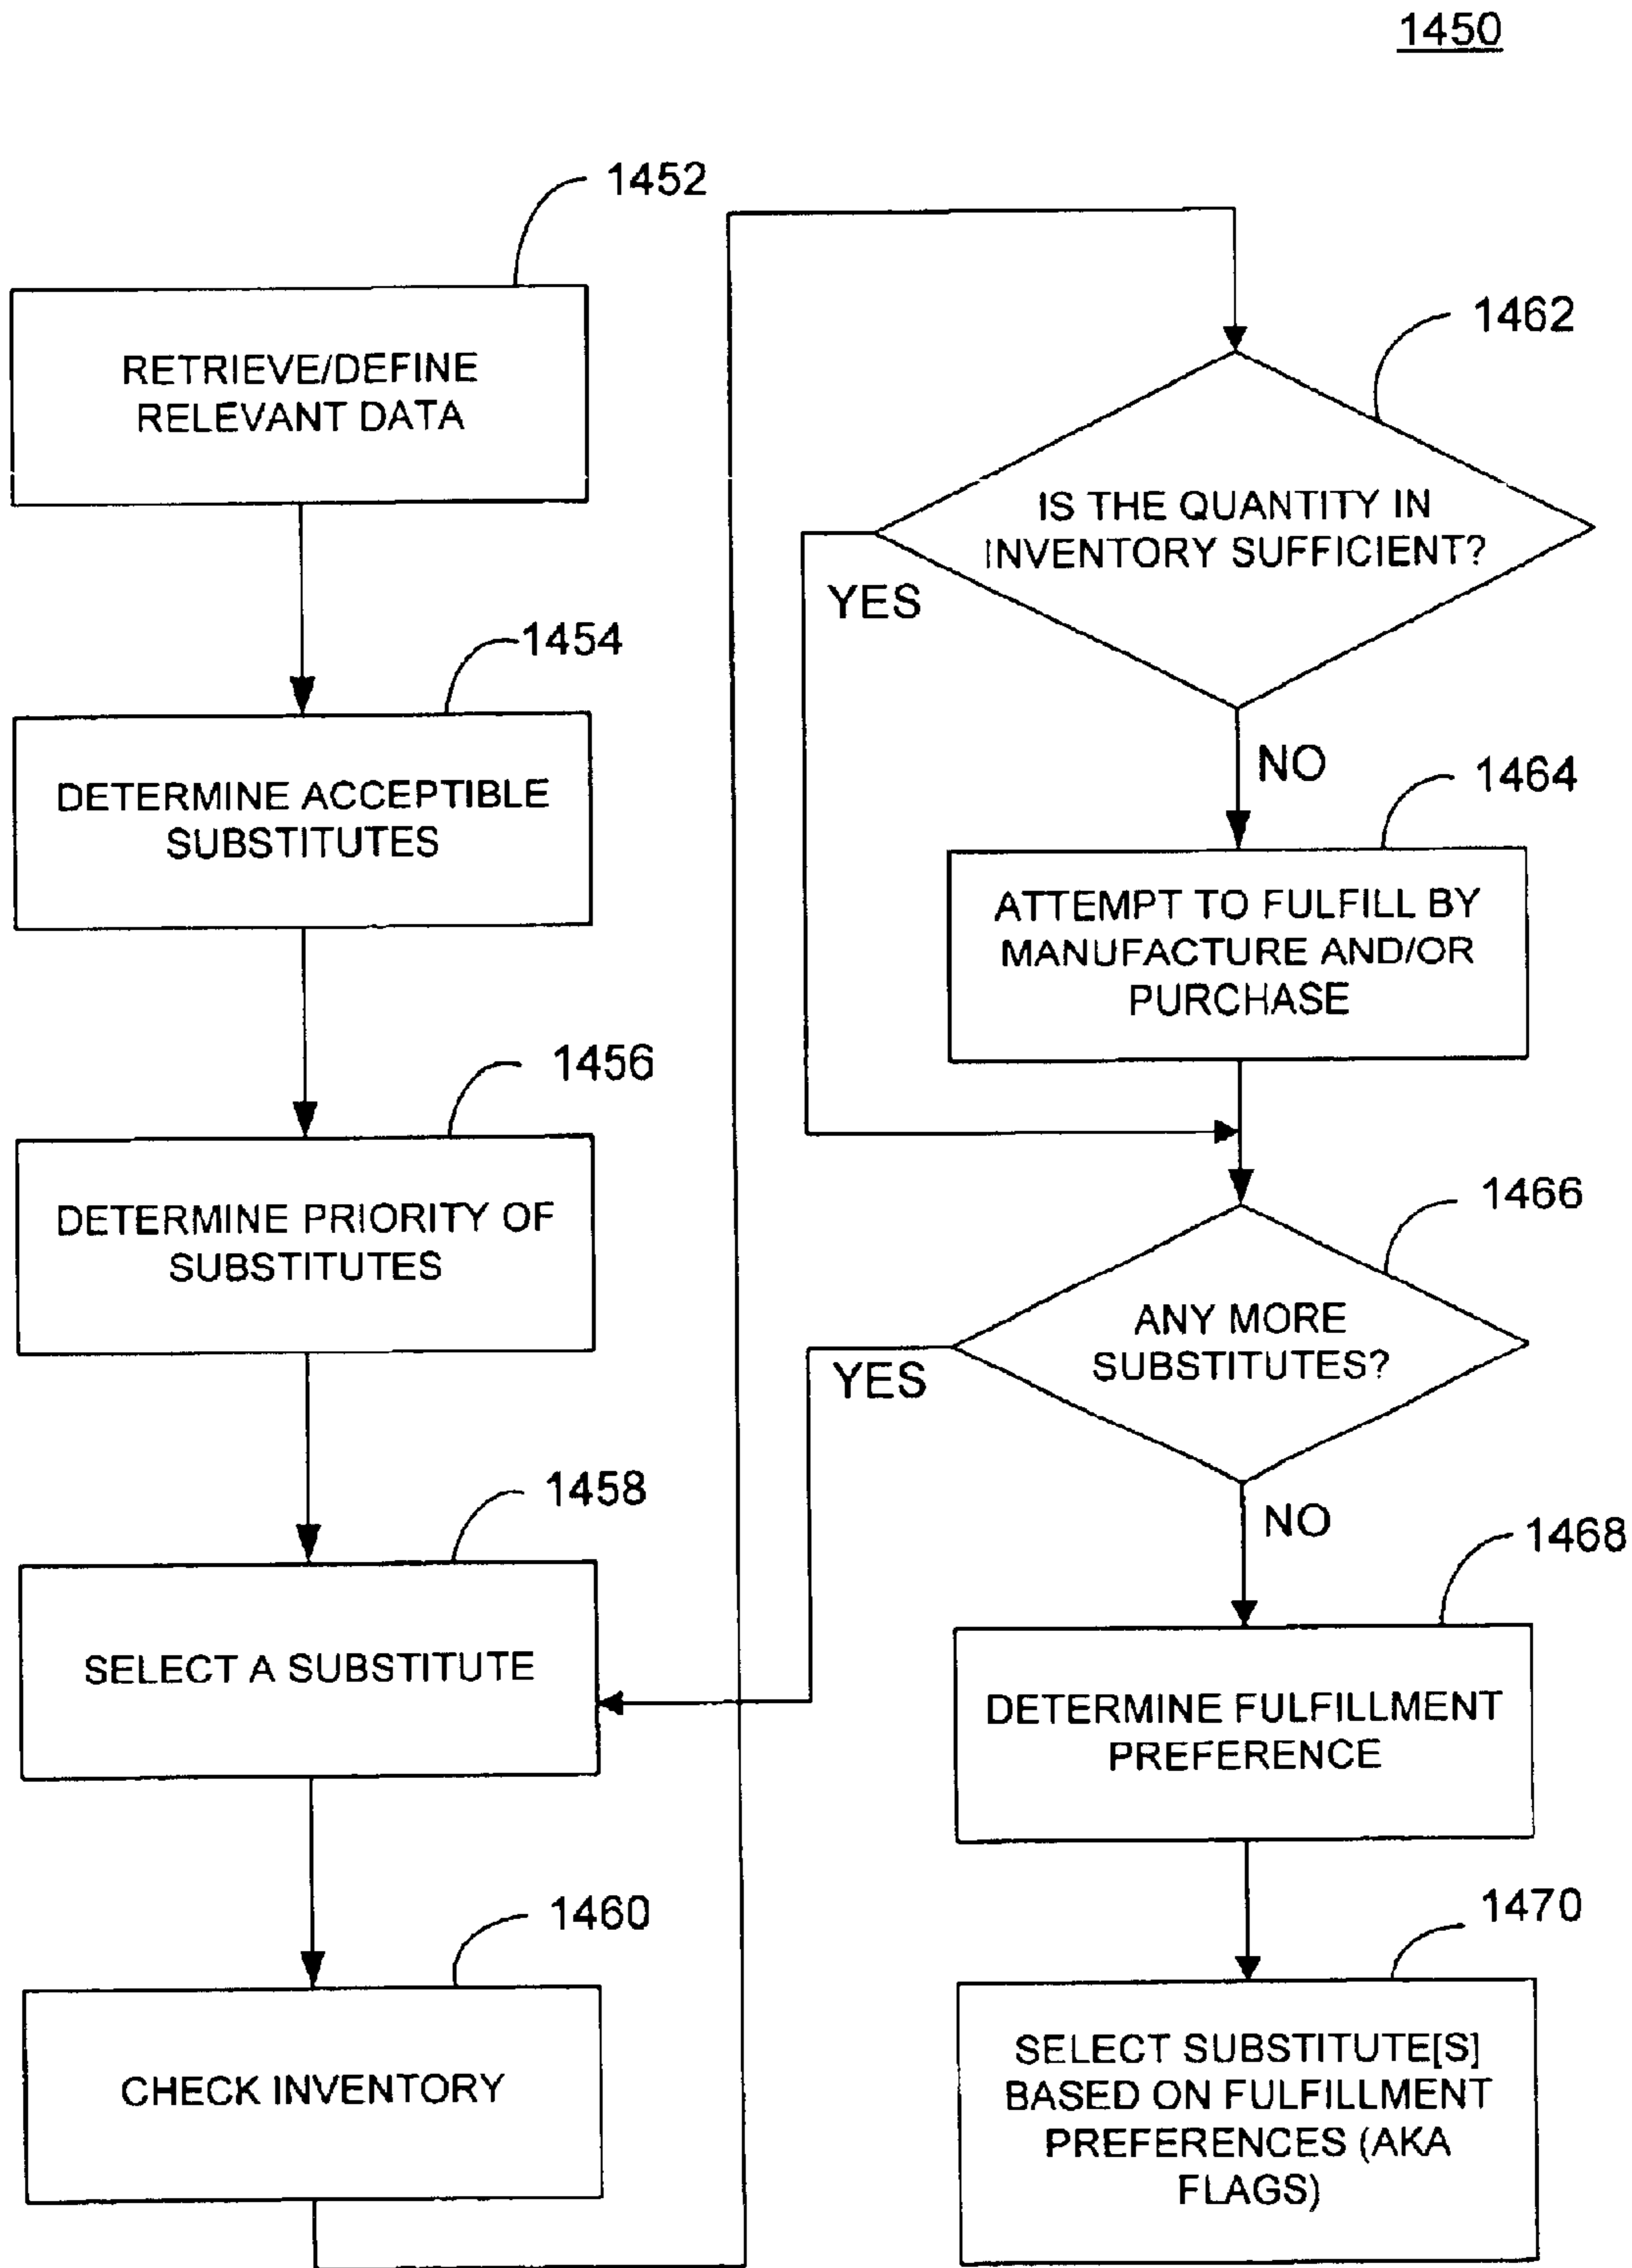 1450
1452
RETRIEVE/DEFINE
RELEVANT DATA
1454
DETERMINE ACCEPTIBLE
SUBSTITUTES
1456
DETERMINE PRIORITY OF
SUBSTITUTES
1458
SELECT A SUBSTITUTE
1460
CHECK INVENTORY
1462
IS THE QUANTITY IN
INVENTORY SUFFICIENT?
YES
NO
1464
ATTEMPT TO FULFILL BY
MANUFACTURE AND/OR
PURCHASE
1466
ANY MORE
SUBSTITUTES?
YES
NO
1468
DETERMINE FULFILLMENT
PREFERENCE
1470
SELECT SUBSTITUTE[S]
BASED ON FULFILLMENT
PREFERENCES (AKA
FLAGS)